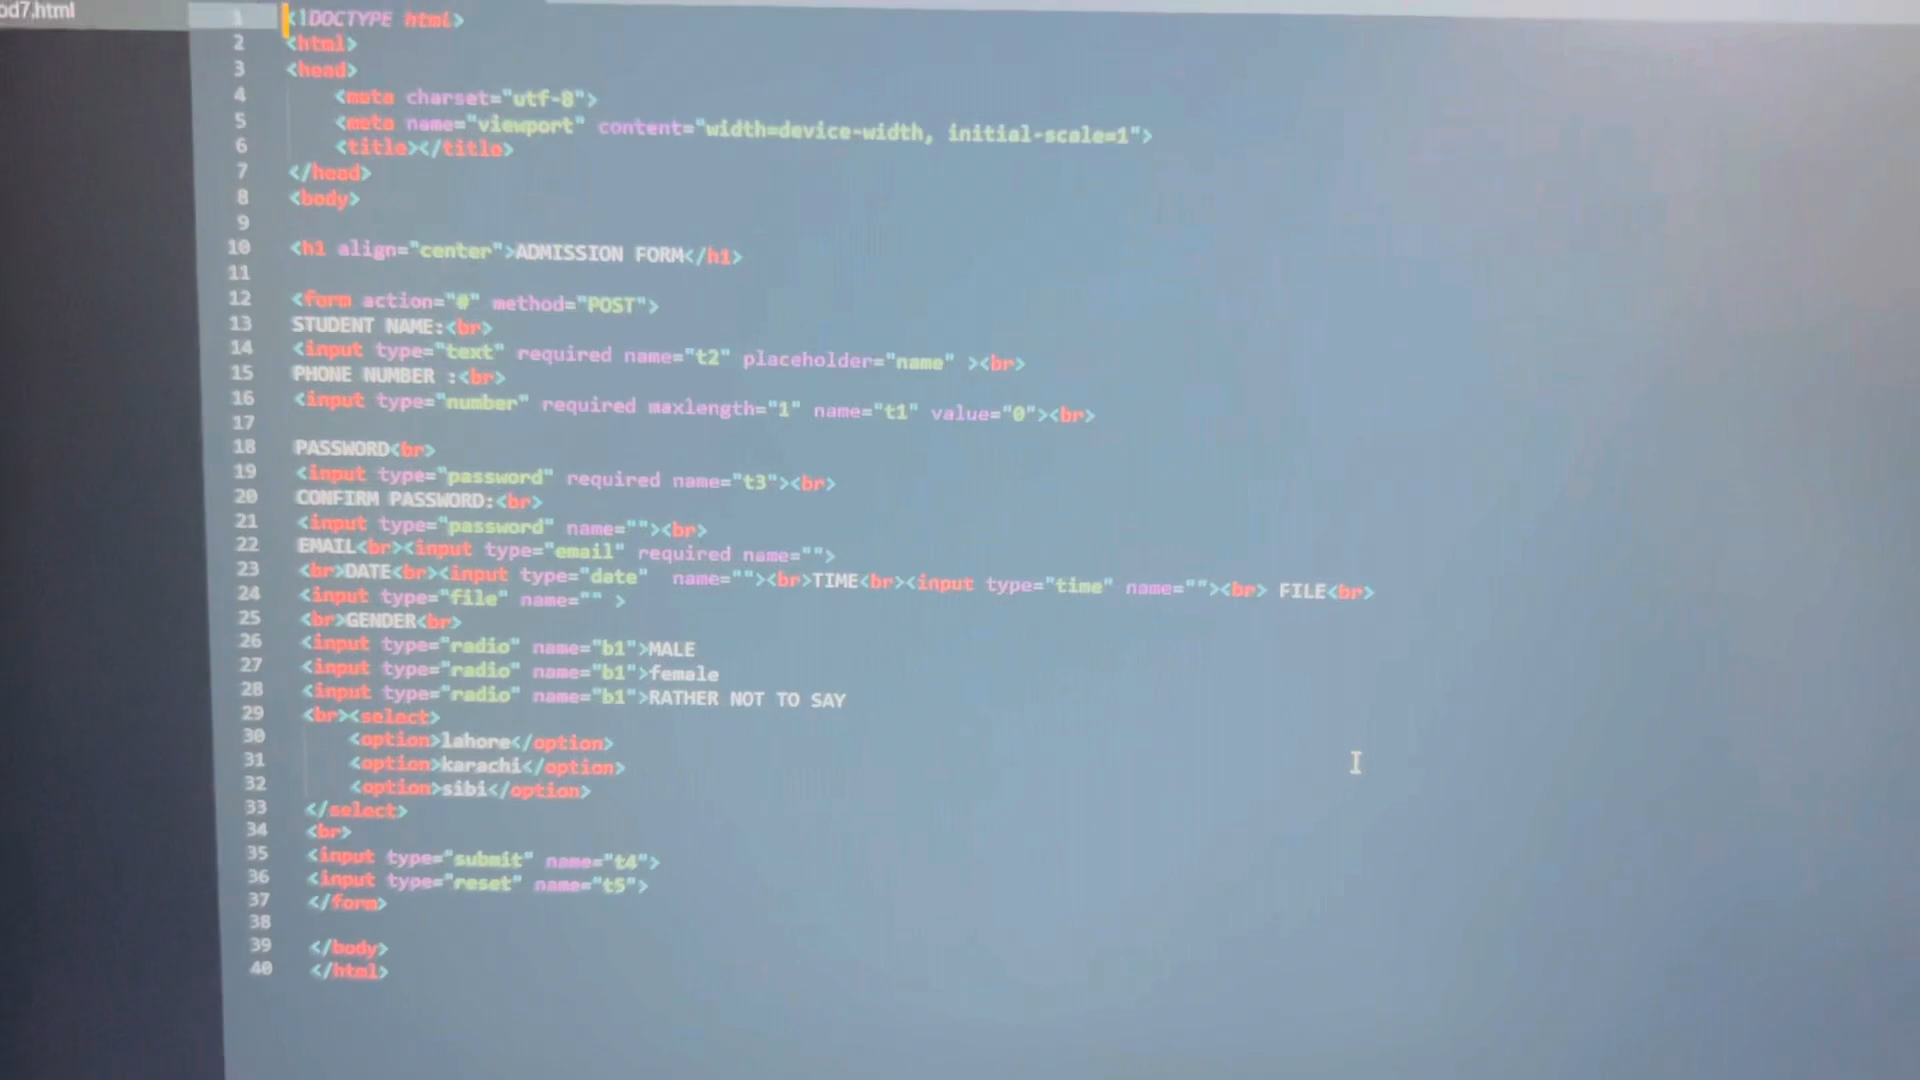 od7.html
1 <!DOCTYPE html>
2 <html>
3 <head>
4 <meta charset="utf-8">
5 <meta name="viewport" content="width=device-width, initial-scale=1">
6 <title></title>
7 </head>
8 <body>
9
10 <h1 align="center">ADMISSION FORM</h1>
11
12 <form action="#" method="POST">
13 STUDENT NAME:<br>
14 <input type="text" required name="t2" placeholder="name" ><br>
15 PHONE NUMBER :<br>
16 <input type="number" required maxlength="1" name="t1" value="0"><br>
17
18 PASSWORD<br>
19 <input type="password" required name="t3"><br>
20 CONFIRM PASSWORD:<br>
21 <input type="password" name=""><br>
22 EMAIL<br><input type="email" required name="">
23 <br>DATE<br><input type="date"  name=""><br>TIME<br><input type="time" name=""><br> FILE<br>
24 <input type="file" name="" >
25 <br>GENDER<br>
26 <input type="radio" name="b1">MALE
27 <input type="radio" name="b1">female
28 <input type="radio" name="b1">RATHER NOT TO SAY
29 <br><select>
30 <option>lahore</option>
31 <option>karachi</option>
32 <option>sibi</option>
33 </select>
34 <br>
35 <input type="submit" name="t4">
36 <input type="reset" name="t5">
37 </form>
38
39 </body>
40 </html>